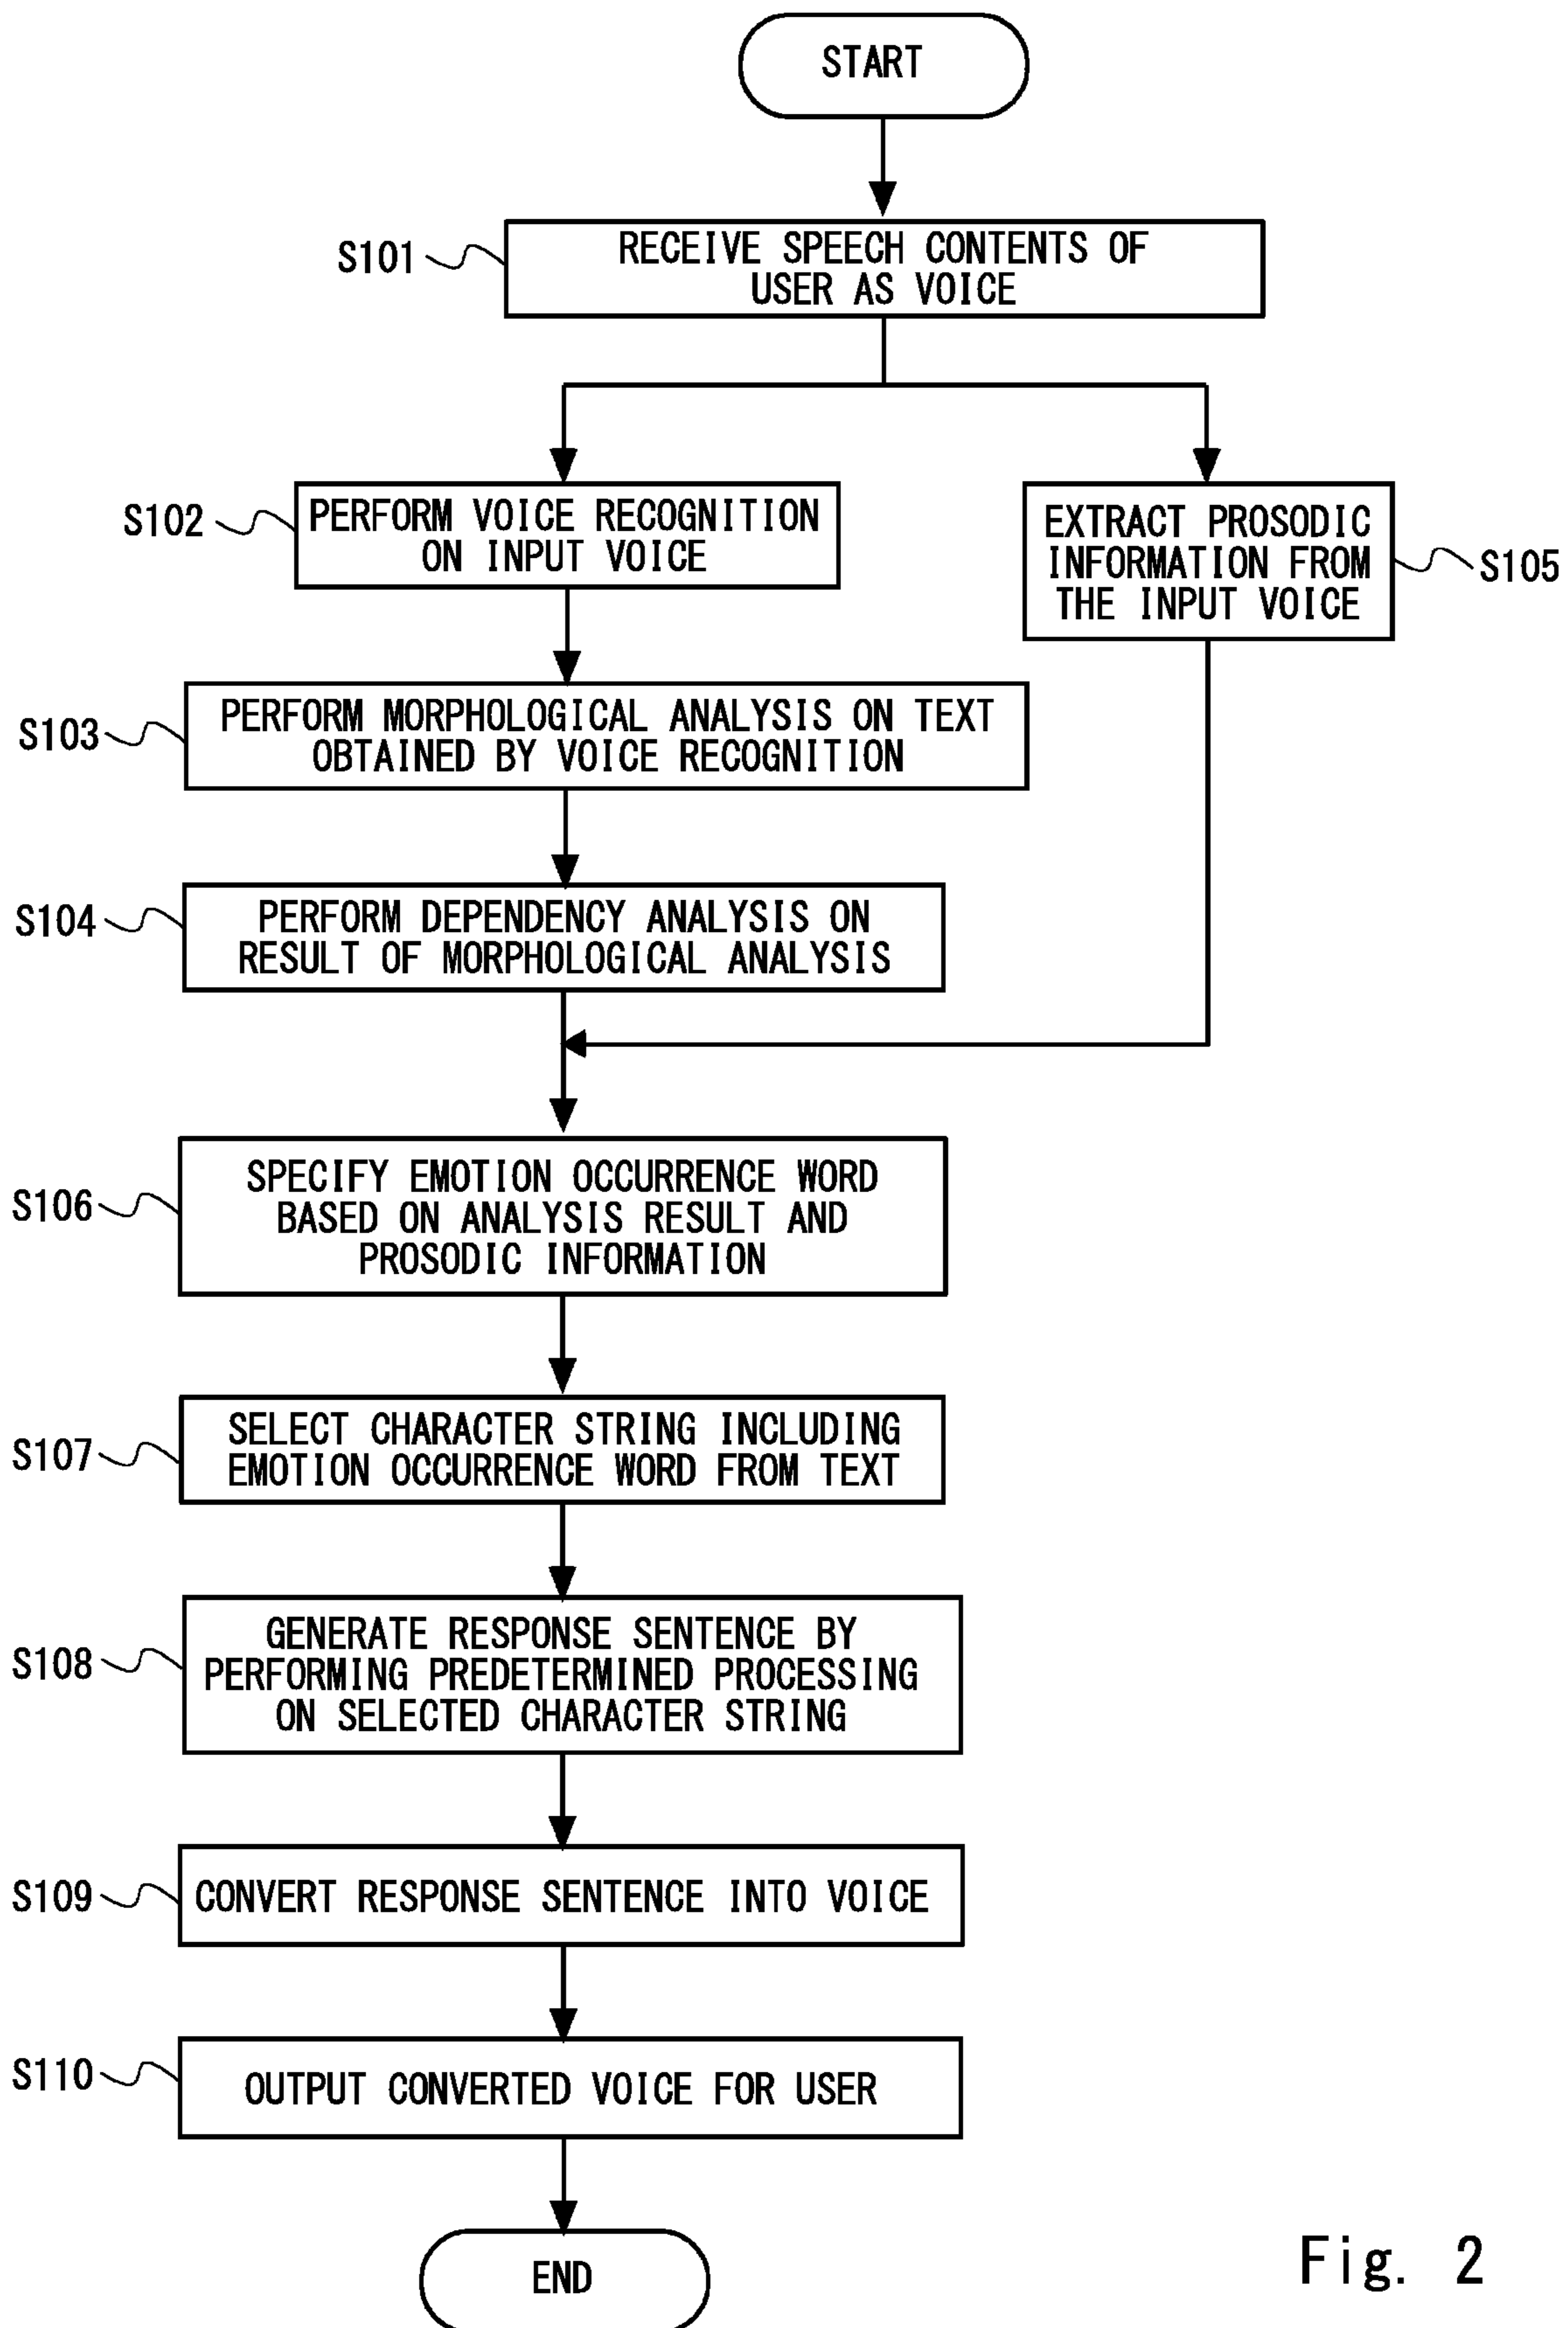 START
S101
RECEIVE SPEECH CONTENTS OF
USER AS VOICE
S102
PERFORM VOICE RECOGNITION
ON INPUT VOICE
EXTRACT PROSODIC
INFORMATION FROM
THE INPUT VOICE
S105
S103
PERFORM MORPHOLOGICAL ANALYSIS ON TEXT
OBTAINED BY VOICE RECOGNITION
S104
PERFORM DEPENDENCY ANALYSIS ON
RESULT OF MORPHOLOGICAL ANALYSIS
S106
SPECIFY EMOTION OCCURRENCE WORD
BASED ON ANALYSIS RESULT AND
PROSODIC INFORMATION
S107
SELECT CHARACTER STRING INCLUDING
EMOTION OCCURRENCE WORD FROM TEXT
S108
GENERATE RESPONSE SENTENCE BY
PERFORMING PREDETERMINED PROCESSING
ON SELECTED CHARACTER STRING
S109
CONVERT RESPONSE SENTENCE INTO VOICE
S110
OUTPUT CONVERTED VOICE FOR USER
END
Fig. 2